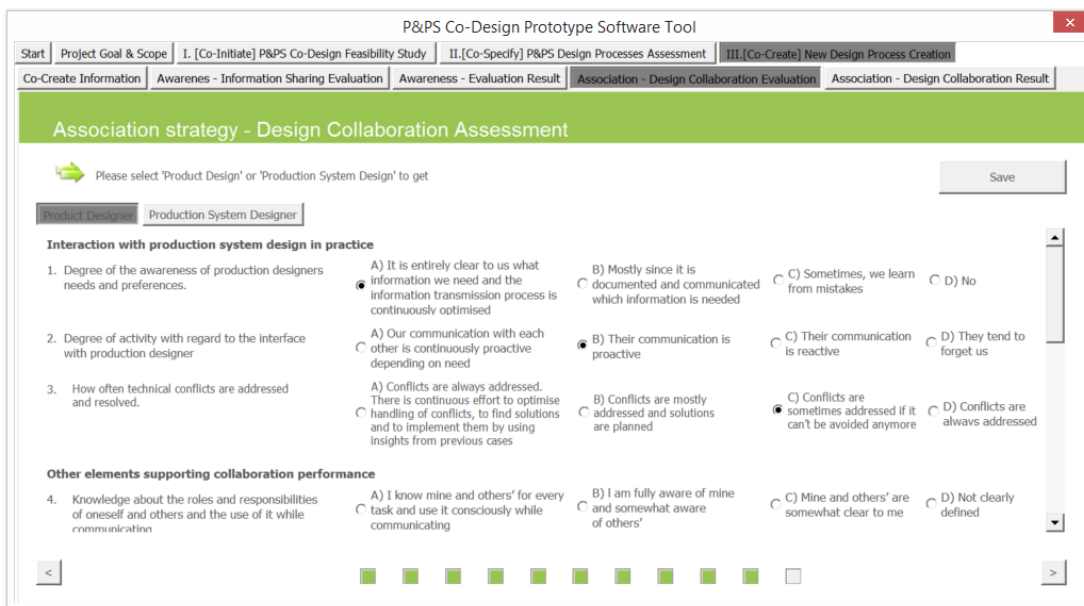 P&PS Co-Design Prototype Software Tool
×
Start
Project Goal & Scope
I. [Co-Initiate] P&PS Co-Design Feasibility Study
II.[Co-Specify] P&PS Design Processes Assessment
III.[Co-Create] New Design Process Creation
Co-Create Information
Awarenes - Information Sharing Evaluation
Awareness - Evaluation Result
Association - Design Collaboration Evaluation
Association - Design Collaboration Result
Association strategy - Design Collaboration Assessment
Please select 'Product Design' or 'Production System Design' to get
Save
Product Designer
Production System Designer
Interaction with production system design in practice
1. Degree of the awareness of production designers
needs and preferences.
A) It is entirely clear to us what
information we need and the
information transmission process is
continuously optimised
B) Mostly since it is
documented and communicated
which information is needed
C) Sometimes, we learn
from mistakes
D) No
2. Degree of activity with regard to the interface
with production designer
A) Our communication with each
other is continuously proactive
depending on need
B) Their communication is
proactive
C) Their communication
is reactive
D) They tend to
forget us
3. How often technical conflicts are addressed
and resolved.
A) Conflicts are always addressed.
There is continuous effort to optimise
handling of conflicts, to find solutions
and to implement them by using
insights from previous cases
B) Conflicts are mostly
addressed and solutions
are planned
C) Conflicts are
sometimes addressed if it
can't be avoided anymore
D) Conflicts are
always addressed
Other elements supporting collaboration performance
4. Knowledge about the roles and responsibilities
of oneself and others and the use of it while
communicating
A) I know mine and others' for every
task and use it consciously while
communicating
B) I am fully aware of mine
and somewhat aware
of others'
C) Mine and others' are
somewhat clear to me
D) Not clearly
defined
<
>